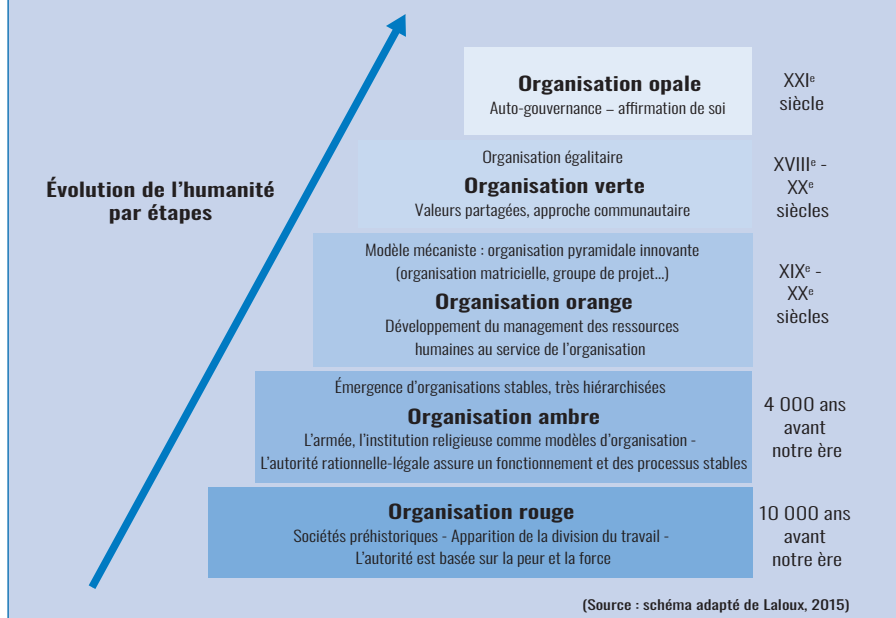 Organisation opale
Auto-gouvernance – affirmation de soi
XXIe
siècle
Évolution de l’humanité
par étapes
Organisation égalitaire
Organisation verte
Valeurs partagées, approche communautaire
XVIIIe -
XXe
siècles
Modèle mécaniste : organisation pyramidale innovante
(organisation matricielle, groupe de projet...)
Organisation orange
Développement du management des ressources
humaines au service de l’organisation
XIXe -
XXe
siècles
Émergence d’organisations stables, très hiérarchisées
Organisation ambre
L’armée, l’institution religieuse comme modèles d’organisation -
L’autorité rationnelle-légale assure un fonctionnement et des processus stables
4 000 ans
avant
notre ère
Organisation rouge
Sociétés préhistoriques - Apparition de la division du travail -
L’autorité est basée sur la peur et la force
10 000 ans
avant
notre ère
(Source : schéma adapté de Laloux, 2015)